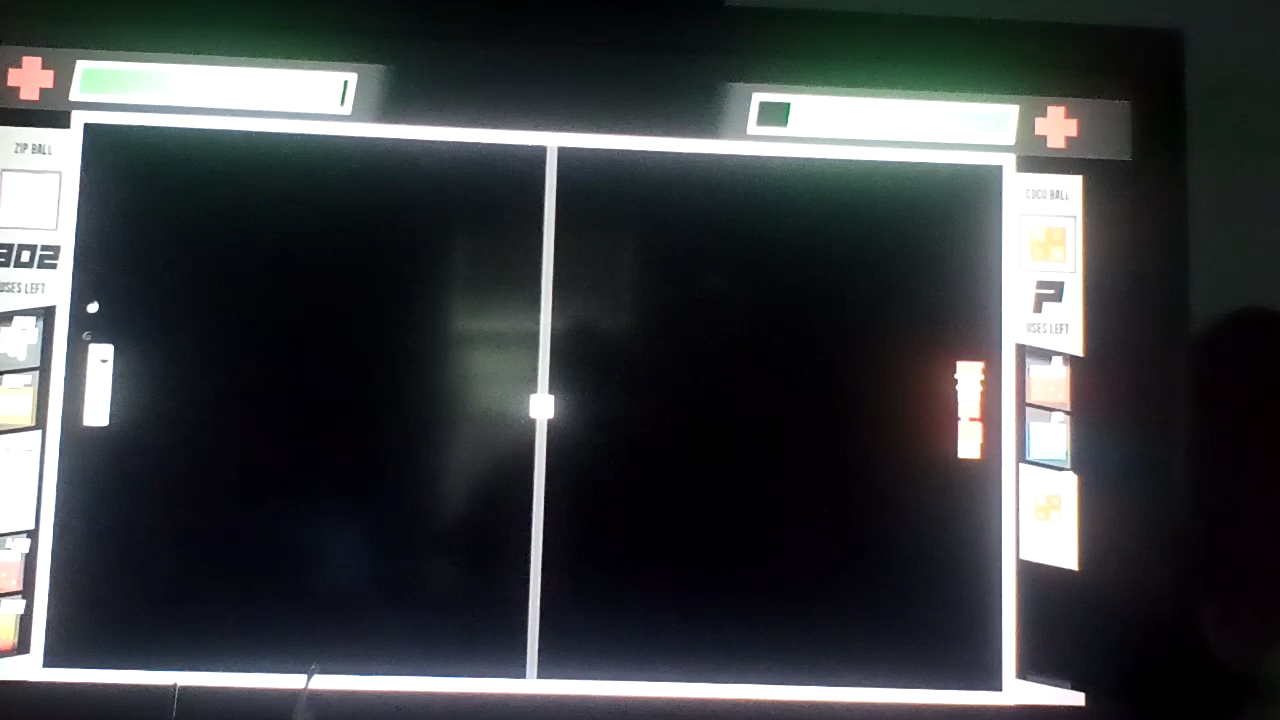 ZIP BALL
302
USES LEFT
COCO BALL
7
USES LEFT